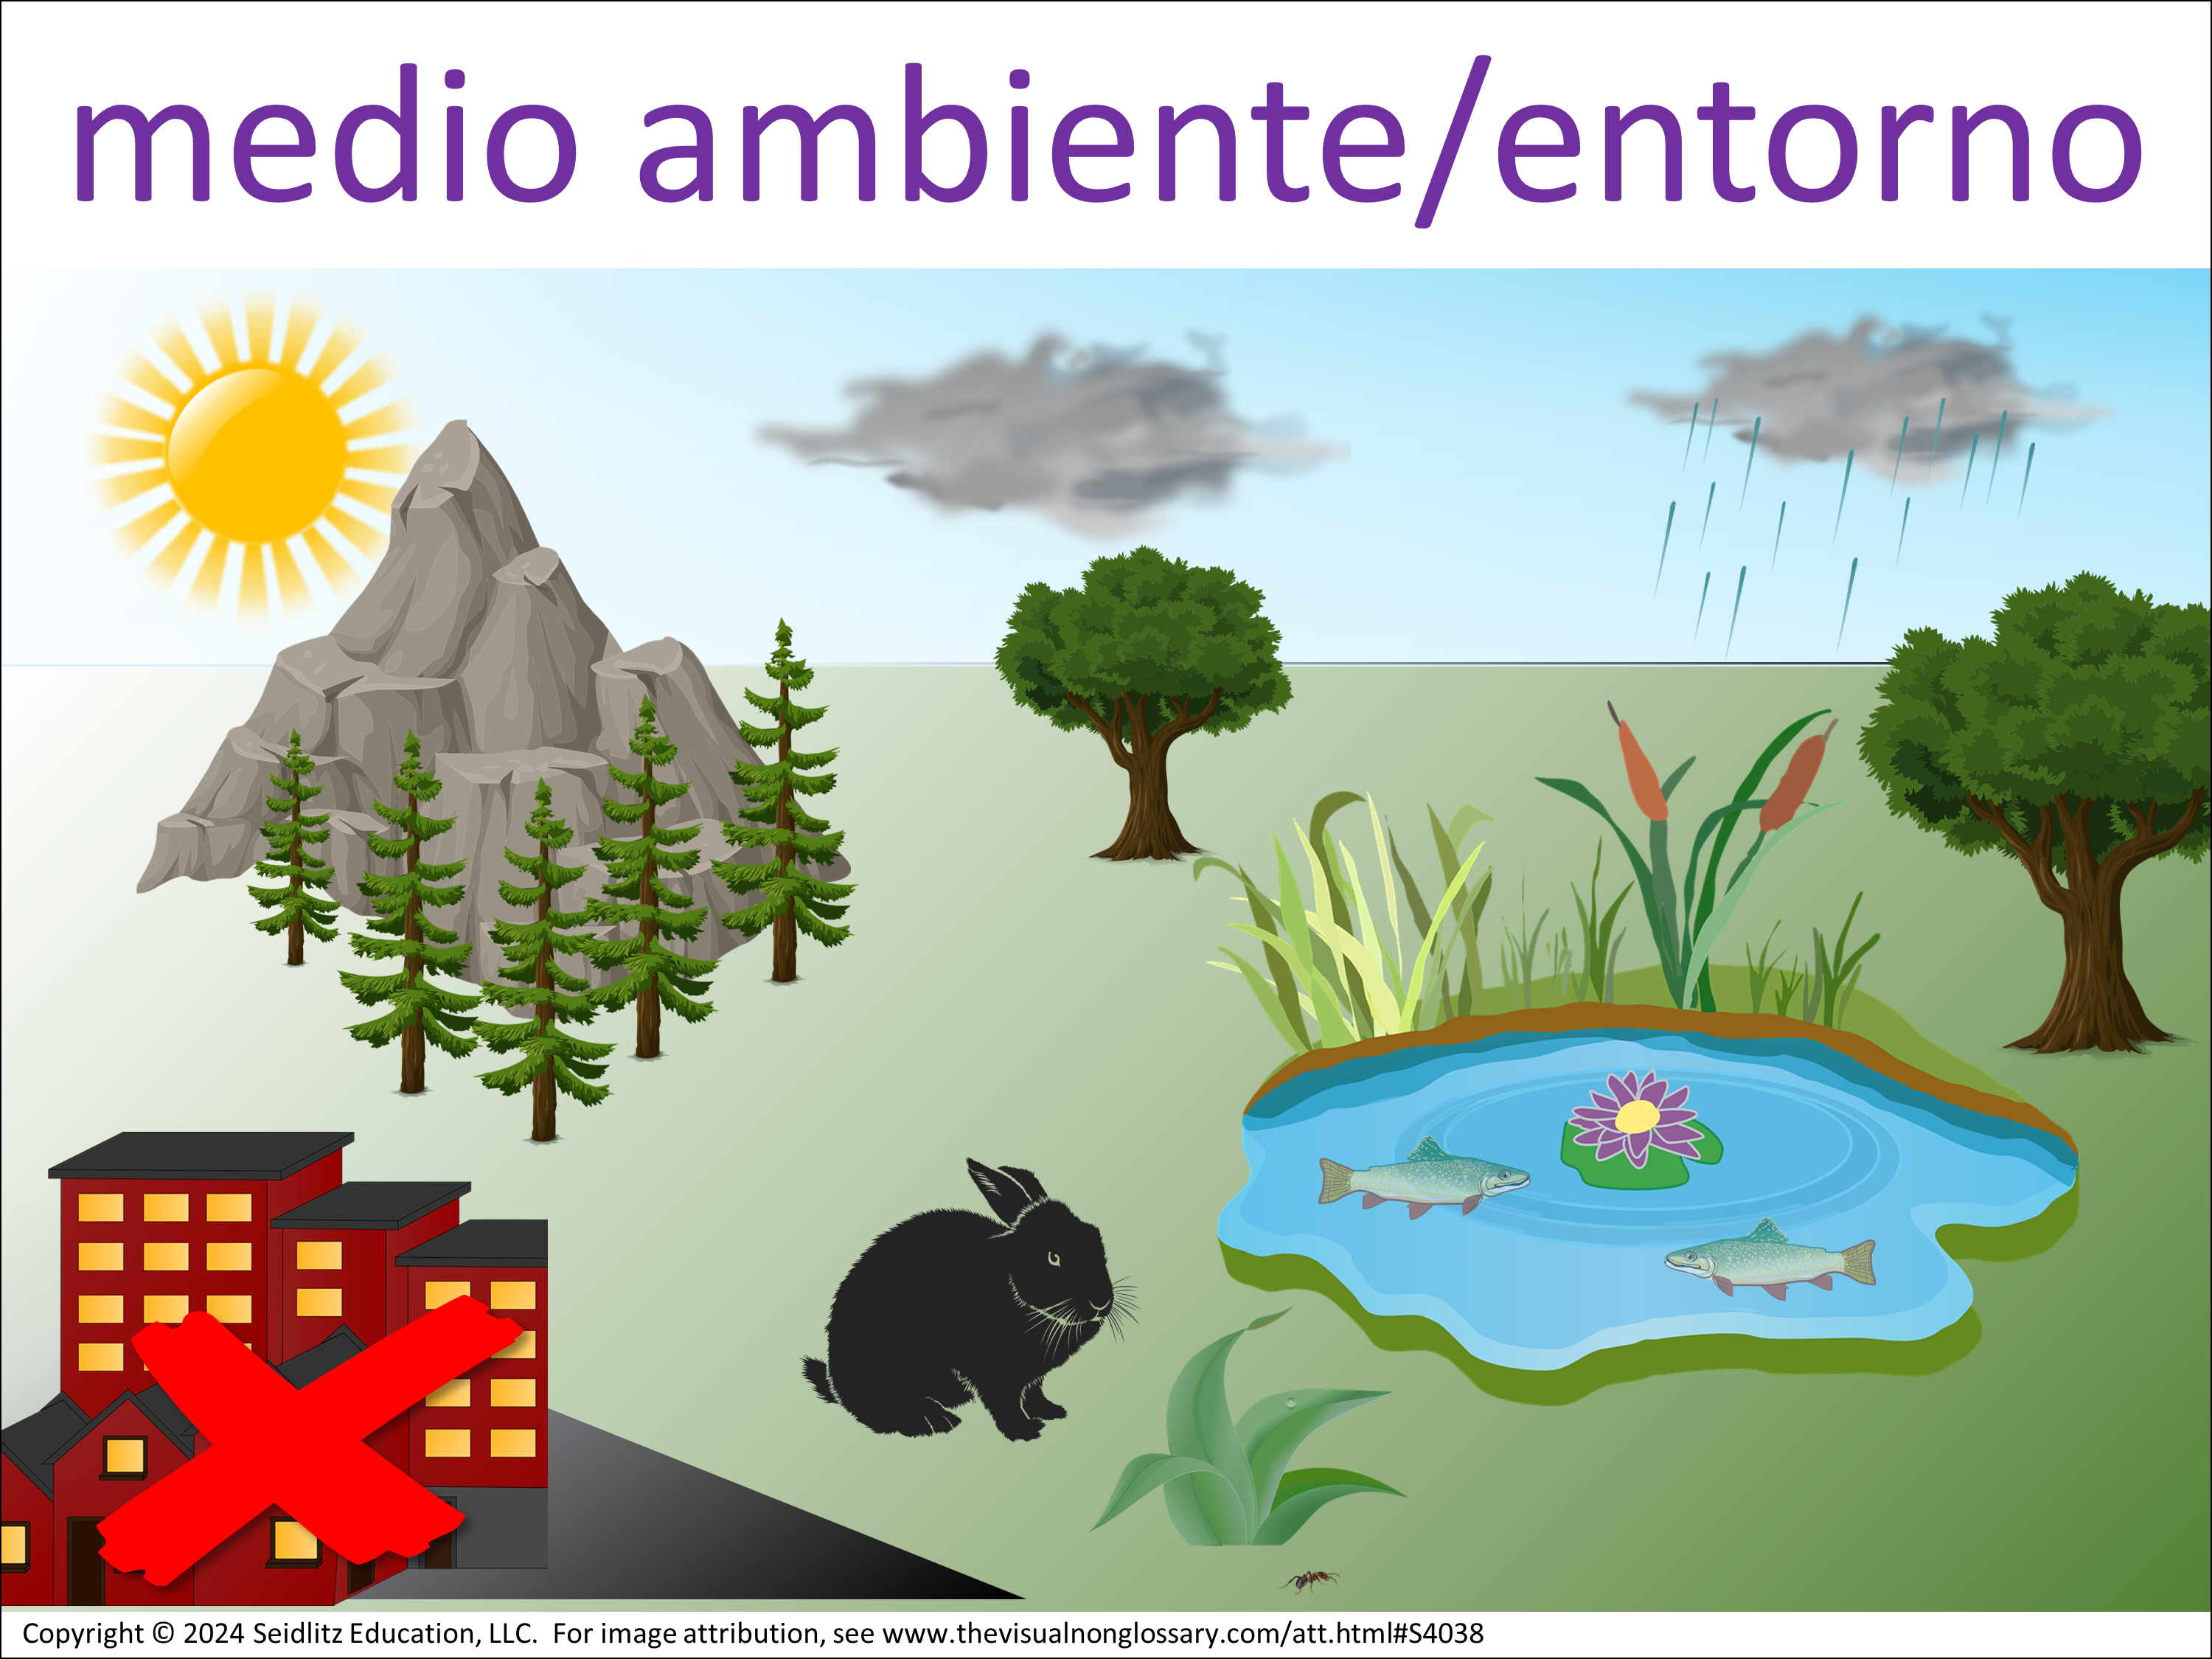 medio ambiente/entorno
Copyright © 2024 Seidlitz Education, LLC.  For image attribution, see www.thevisualnonglossary.com/att.html#S4038